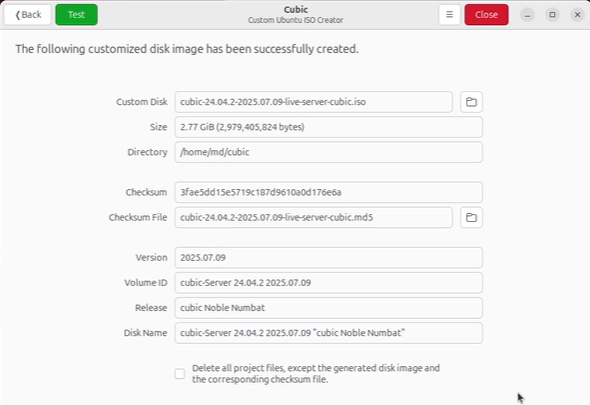 ❬Back
Test
Cubic
Custom Ubuntu ISO Creator
Close
The following customized disk image has been successfully created.
Custom Disk cubic-24.04.2-2025.07.09-live-server-cubic.iso
Size 2.77 GiB (2,979,405,824 bytes)
Directory /home/md/cubic
Checksum 3fae5dd15e5719c187d9610a0d176e6a
Checksum File cubic-24.04.2-2025.07.09-live-server-cubic.md5
Version 2025.07.09
Volume ID cubic-Server 24.04.2 2025.07.09
Release cubic Noble Numbat
Disk Name cubic-Server 24.04.2 2025.07.09 "cubic Noble Numbat"
Delete all project files, except the generated disk image and
the corresponding checksum file.